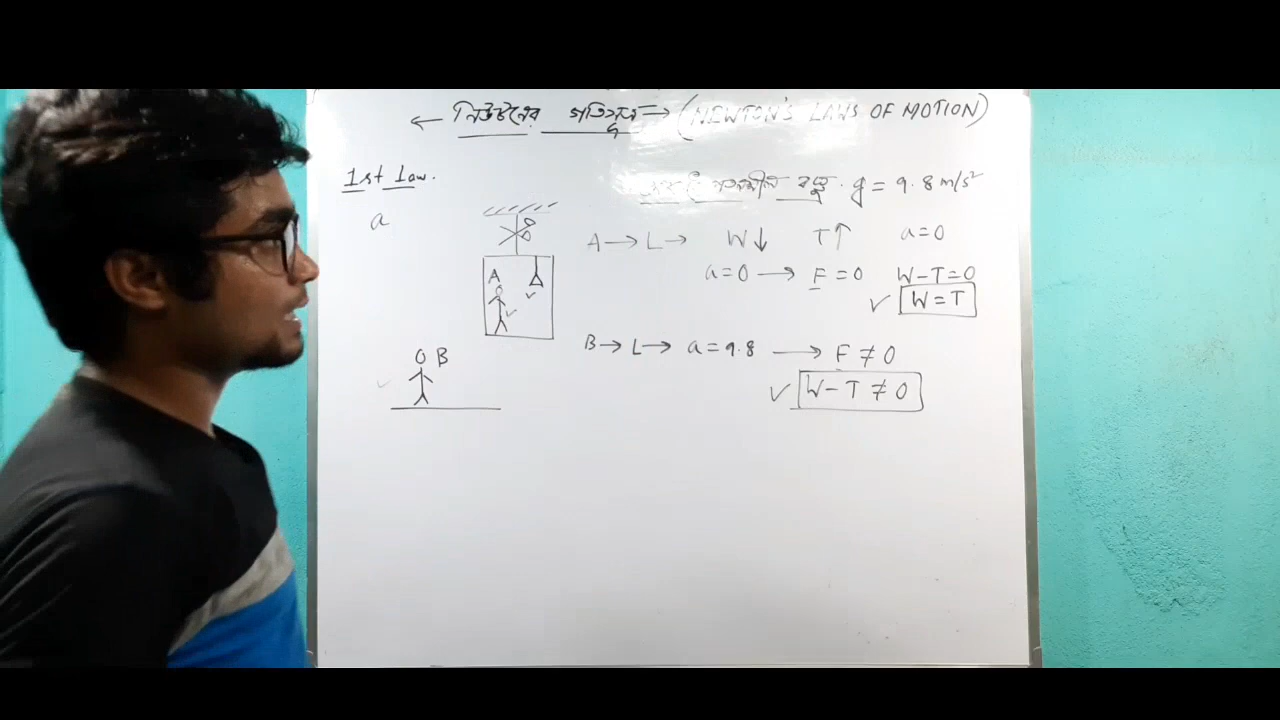 ← নিউটনের গতিসূত্র → (NEWTON'S LAWS OF MOTION)
1st Law.
বস্তু. g = 9.8 m/s²
a
A → L → W↓ T↑ a=0
a=0 → F = 0 W-T=0
✓ W=T
A
B → L → a = 9.8 → F ≠ 0
B
✓ W - T ≠ 0